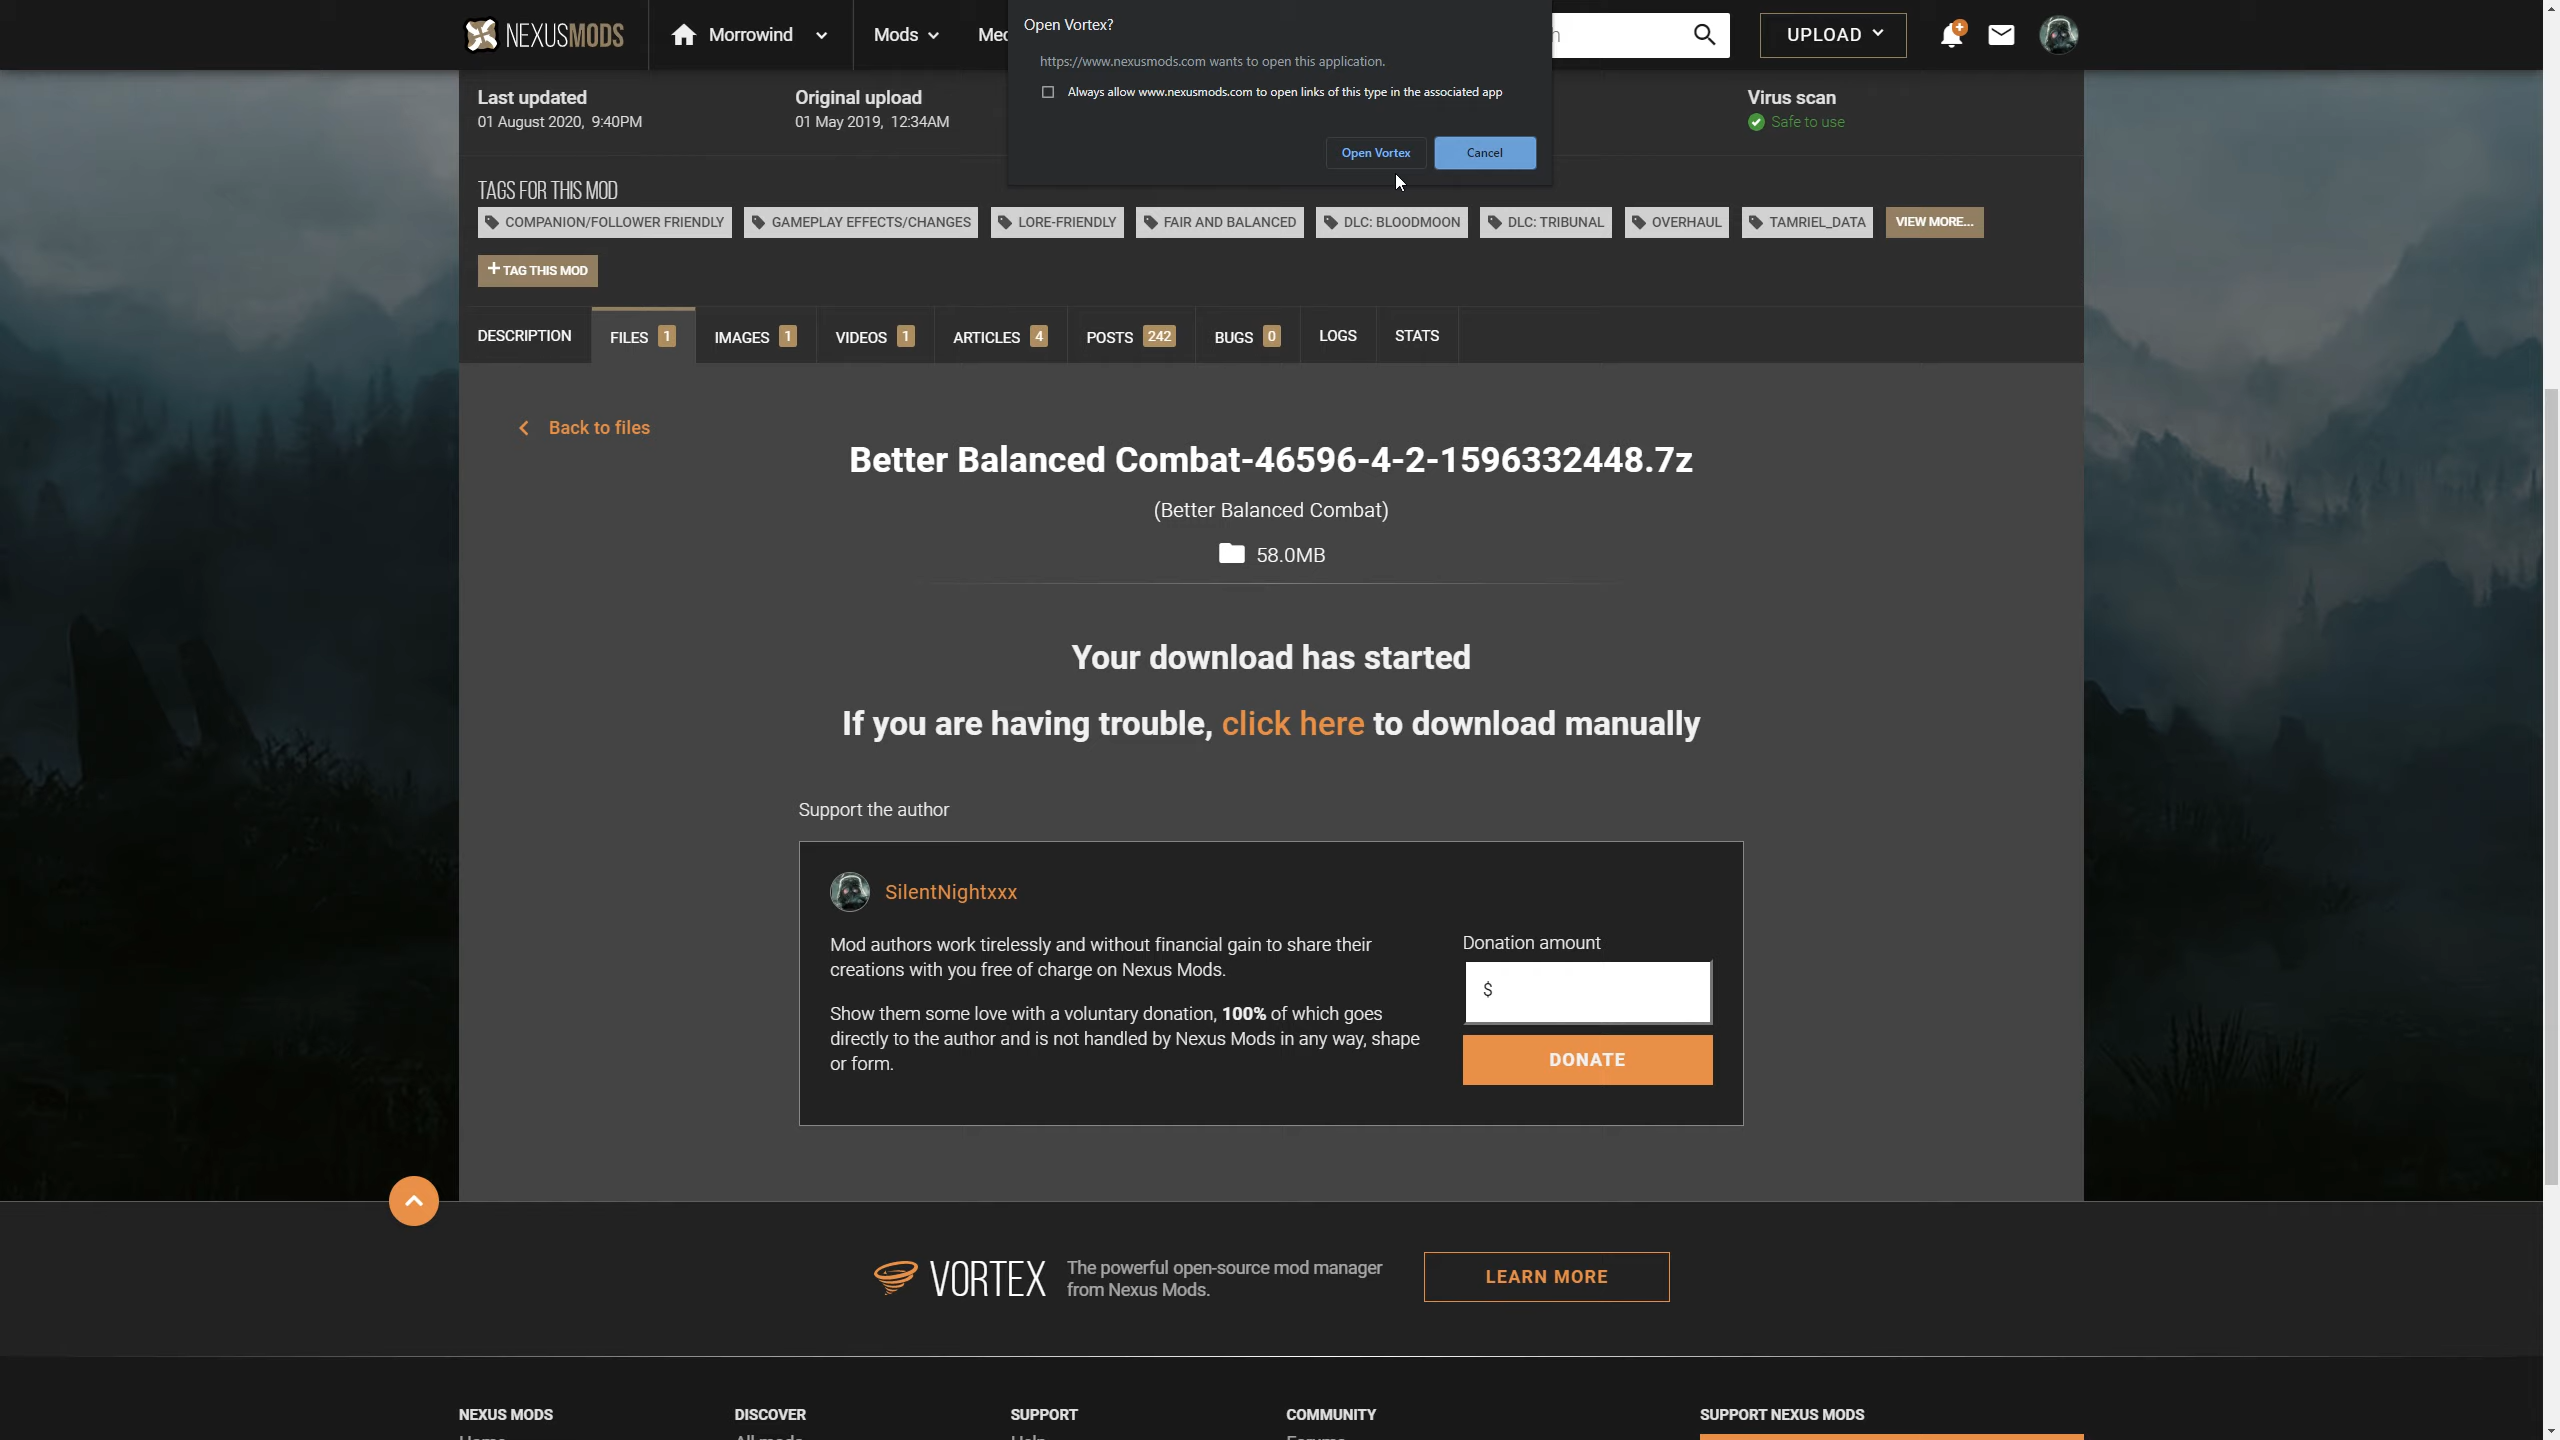 NEXUSMODS
Morrowind
Mods
Med
UPLOAD
Open Vortex?
https://www.nexusmods.com wants to open this application.
Always allow www.nexusmods.com to open links of this type in the associated app
Open Vortex
Cancel
Last updated
01 August 2020, 9:40PM
Original upload
01 May 2019, 12:34AM
Virus scan
Safe to use
TAGS FOR THIS MOD
COMPANION/FOLLOWER FRIENDLY
GAMEPLAY EFFECTS/CHANGES
LORE-FRIENDLY
FAIR AND BALANCED
DLC: BLOODMOON
DLC: TRIBUNAL
OVERHAUL
TAMRIEL_DATA
VIEW MORE...
+ TAG THIS MOD
DESCRIPTION
FILES 1
IMAGES 1
VIDEOS 1
ARTICLES 4
POSTS 242
BUGS 0
LOGS
STATS
Back to files
Better Balanced Combat-46596-4-2-1596332448.7z
(Better Balanced Combat)
58.0MB
Your download has started
If you are having trouble, click here to download manually
Support the author
SilentNightxxx
Mod authors work tirelessly and without financial gain to share their
creations with you free of charge on Nexus Mods.
Show them some love with a voluntary donation, 100% of which goes
directly to the author and is not handled by Nexus Mods in any way, shape
or form.
Donation amount
$
DONATE
VORTEX
The powerful open-source mod manager
from Nexus Mods.
LEARN MORE
NEXUS MODS
DISCOVER
SUPPORT
COMMUNITY
SUPPORT NEXUS MODS